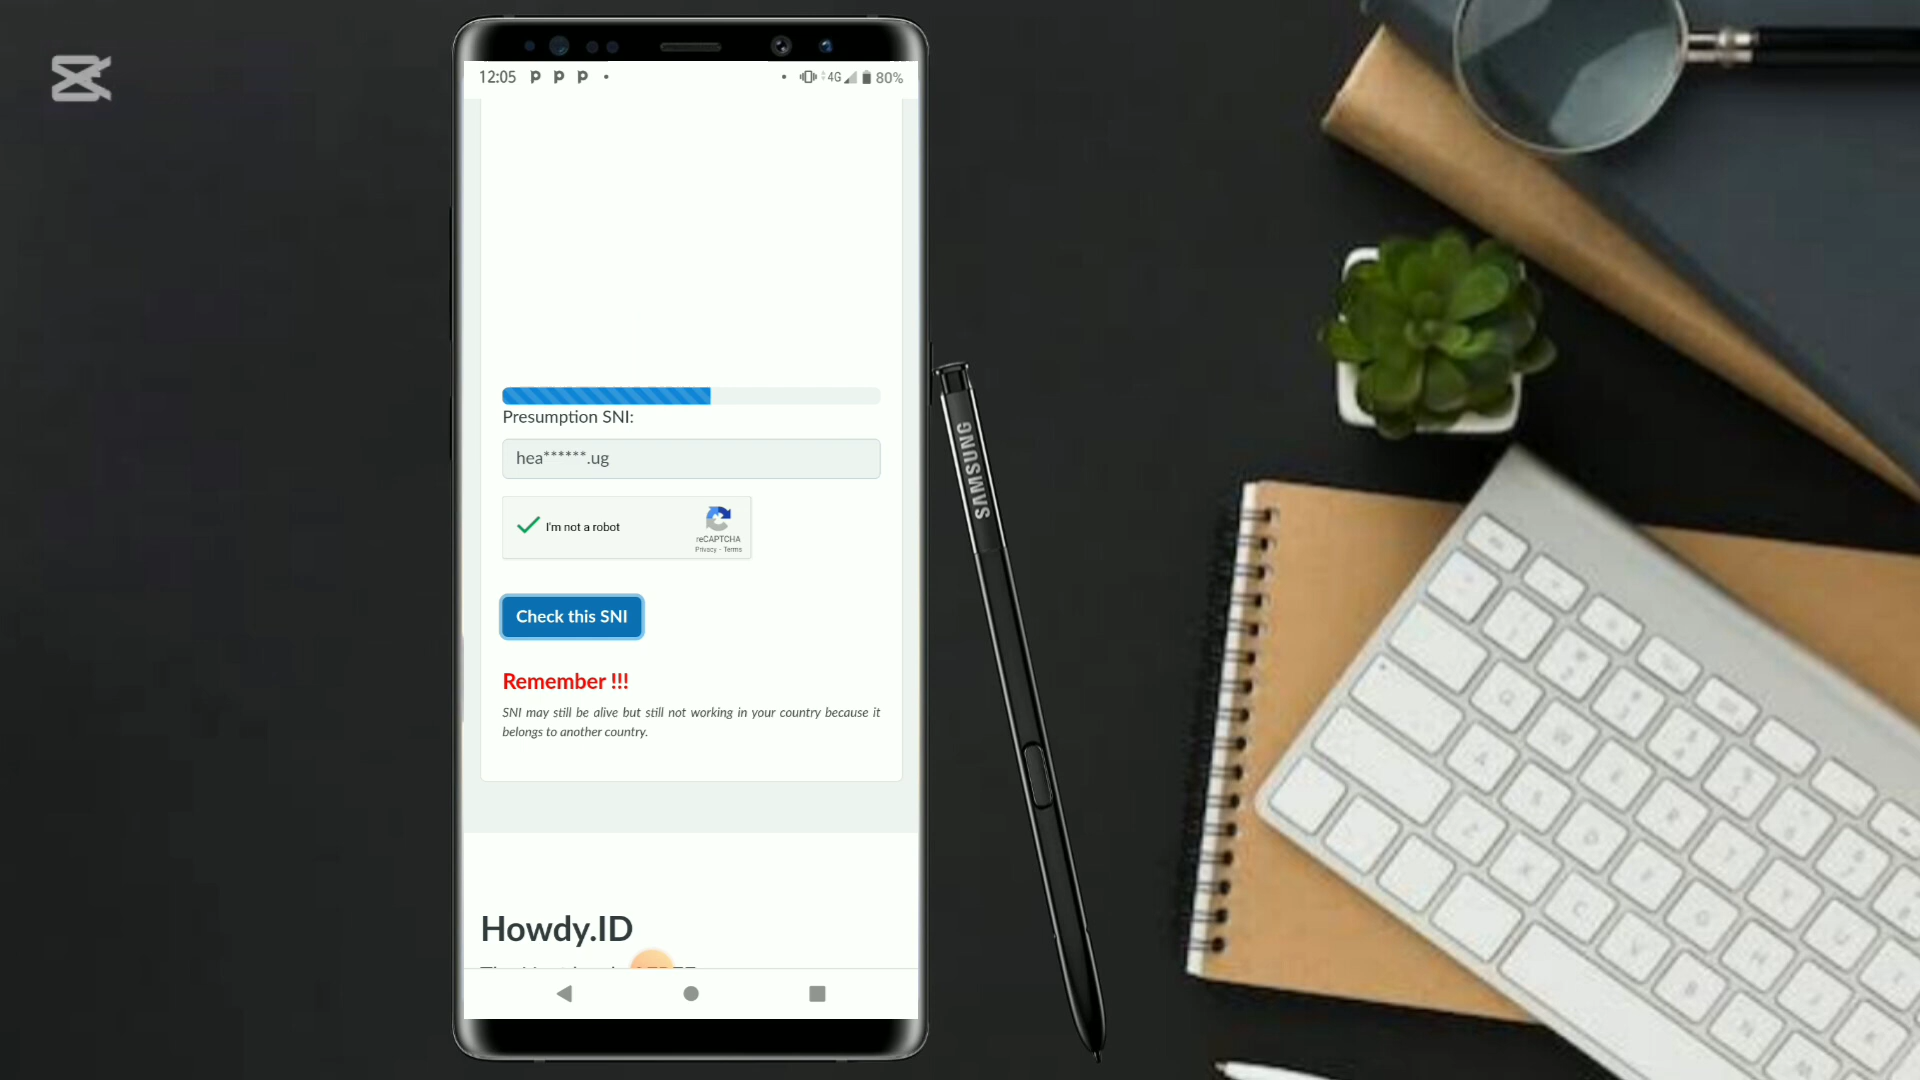 12:05
4G
80%
Presumption SNI:
hea******.ug
I'm not a robot
reCAPTCHA
Privacy - Terms
Check this SNI
Remember !!!
SNI may still be alive but still not working in your country because it
belongs to another country.
Howdy.ID
SAMSUNG